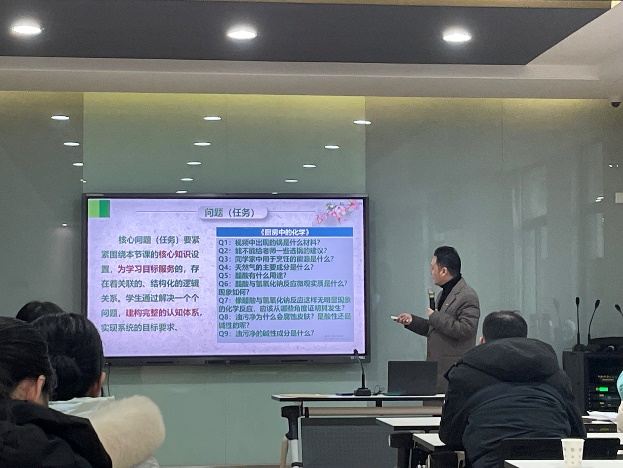 问题（任务）
核心问题（任务）要紧
紧围绕本节课的核心知识设
置，为学习目标服务的，存
在着关联的、结构化的逻辑
关系。学生通过解决一个个
问题，建构完整的认知体系，
实现系统的目标要求。
《厨房中的化学》
Q1：视频中出现的锅是什么材料？
Q2：能不能给老师一些选锅的建议？
Q3：同学家中用于烹饪的能源是什么？
Q4：天然气的主要成分是什么？
Q5：醋酸有什么用途？
Q6：醋酸与氢氧化钠反应微观实质是什么？
现象如何？
Q7：像醋酸与氢氧化钠反应这样无明显现象
的化学反应，应该从哪些角度证明其发生？
Q8：油污净为什么会腐蚀皮肤？是酸性还是
碱性的呢？
Q9：油污净的碱性成分是什么？